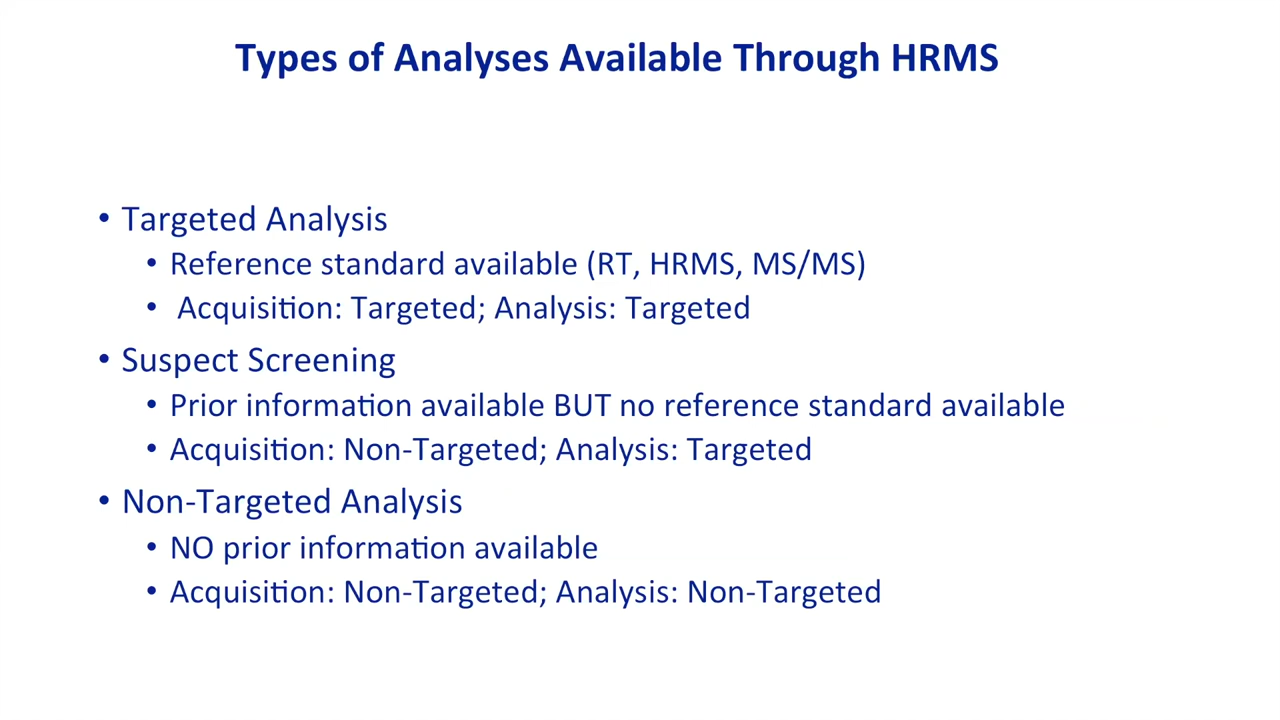 Types of Analyses Available Through HRMS
• Targeted Analysis
• Reference standard available (RT, HRMS, MS/MS)
• Acquisition: Targeted; Analysis: Targeted
• Suspect Screening
• Prior information available BUT no reference standard available
• Acquisition: Non-Targeted; Analysis: Targeted
• Non-Targeted Analysis
• NO prior information available
• Acquisition: Non-Targeted; Analysis: Non-Targeted